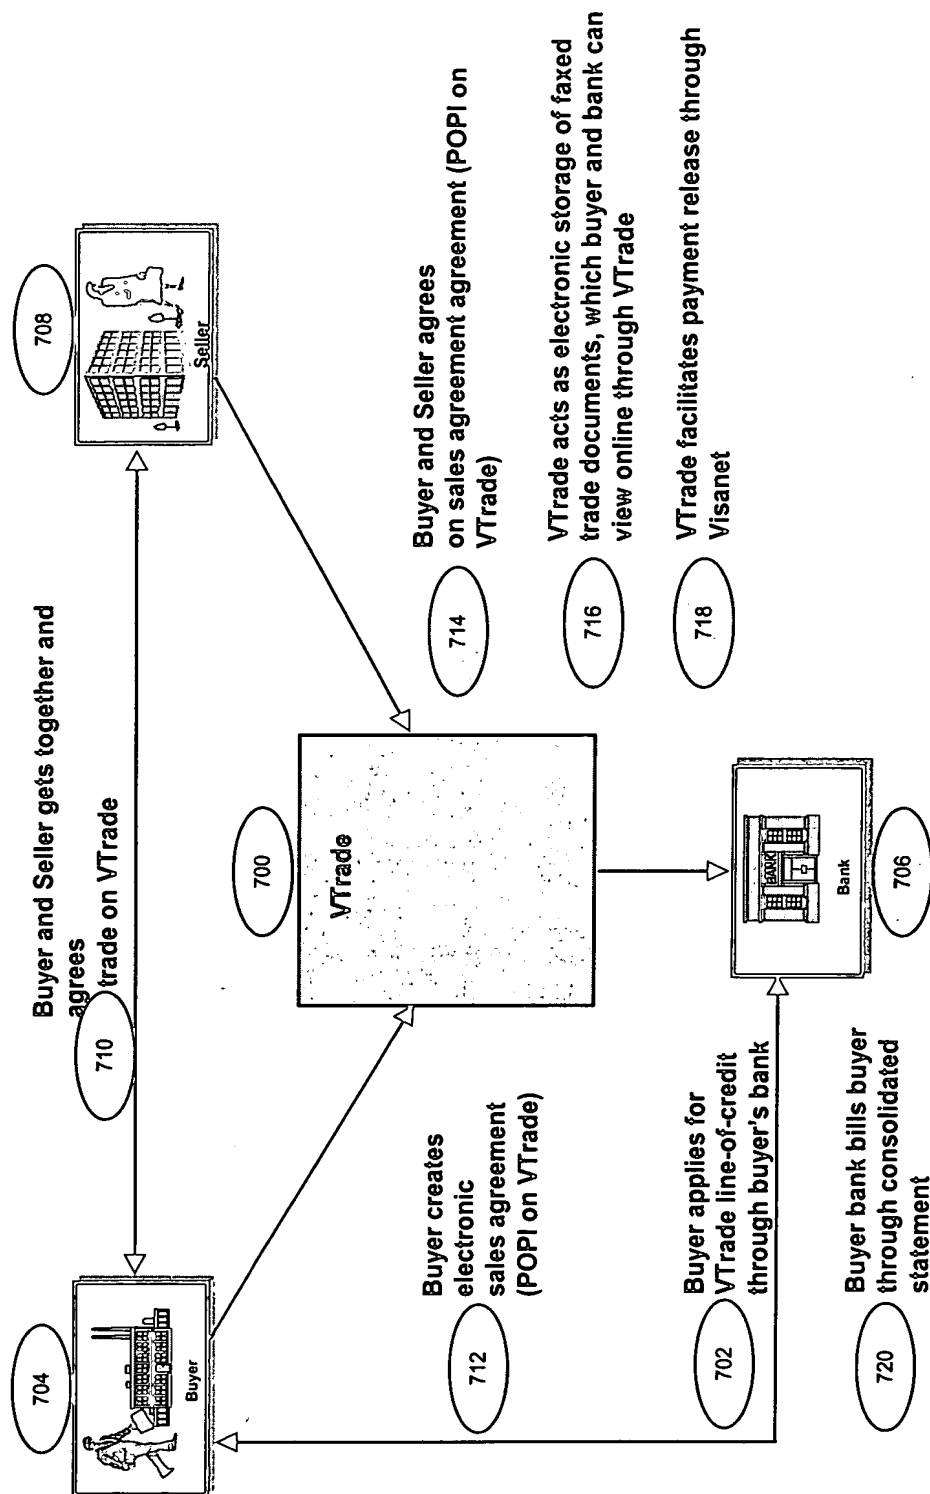 704
Buyer
Buyer and Seller gets together and
agrees
trade on VTrade
710
708
Seller
700
VTrade
Buyer creates
electronic
sales agreement
(POPI on VTrade)
712
Buyer and Seller agrees
on sales agreement agreement (POPI on
VTrade)
714
VTrade acts as electronic storage of faxed
trade documents, which buyer and bank can
view online through VTrade
716
VTrade facilitates payment release through
Visanet
718
Buyer applies for
VTrade line-of-credit
through buyer's bank
702
BANK
Bank
706
Buyer bank bills buyer
through consolidated
statement
720